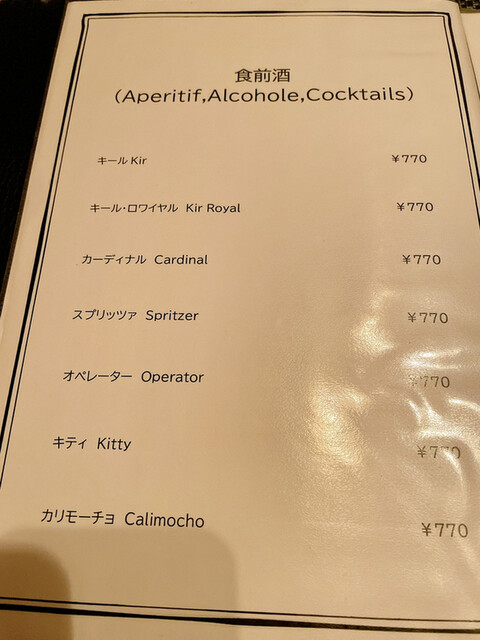 食前酒
(Aperitif,Alcohole,Cocktails)
キール Kir ¥770
キール・ロワイヤル Kir Royal ¥770
カーディナル Cardinal ¥770
スプリッツァ Spritzer ¥770
オペレーター Operator ¥770
キティ Kitty ¥770
カリモーチョ Calimocho ¥770